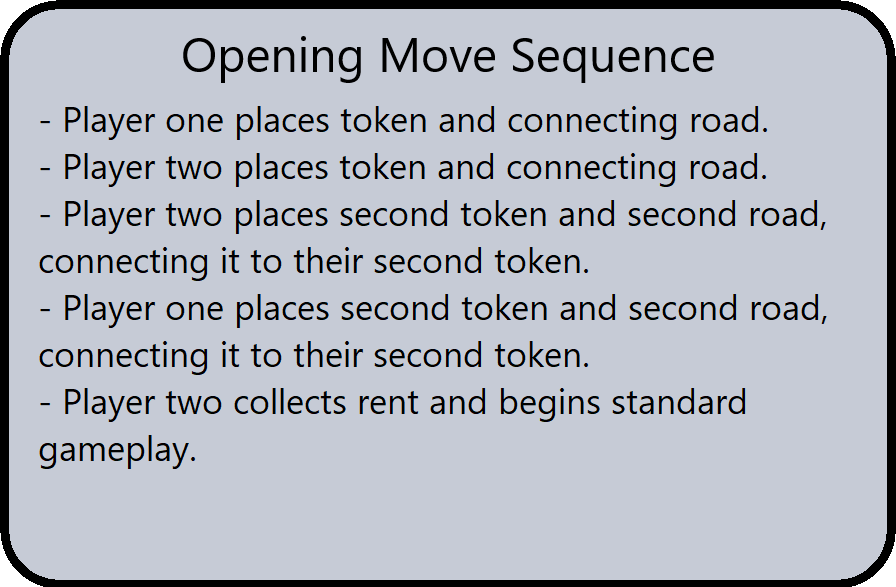 Opening Move Sequence
- Player one places token and connecting road.
- Player two places token and connecting road.
- Player two places second token and second road,
connecting it to their second token.
- Player one places second token and second road,
connecting it to their second token.
- Player two collects rent and begins standard
gameplay.